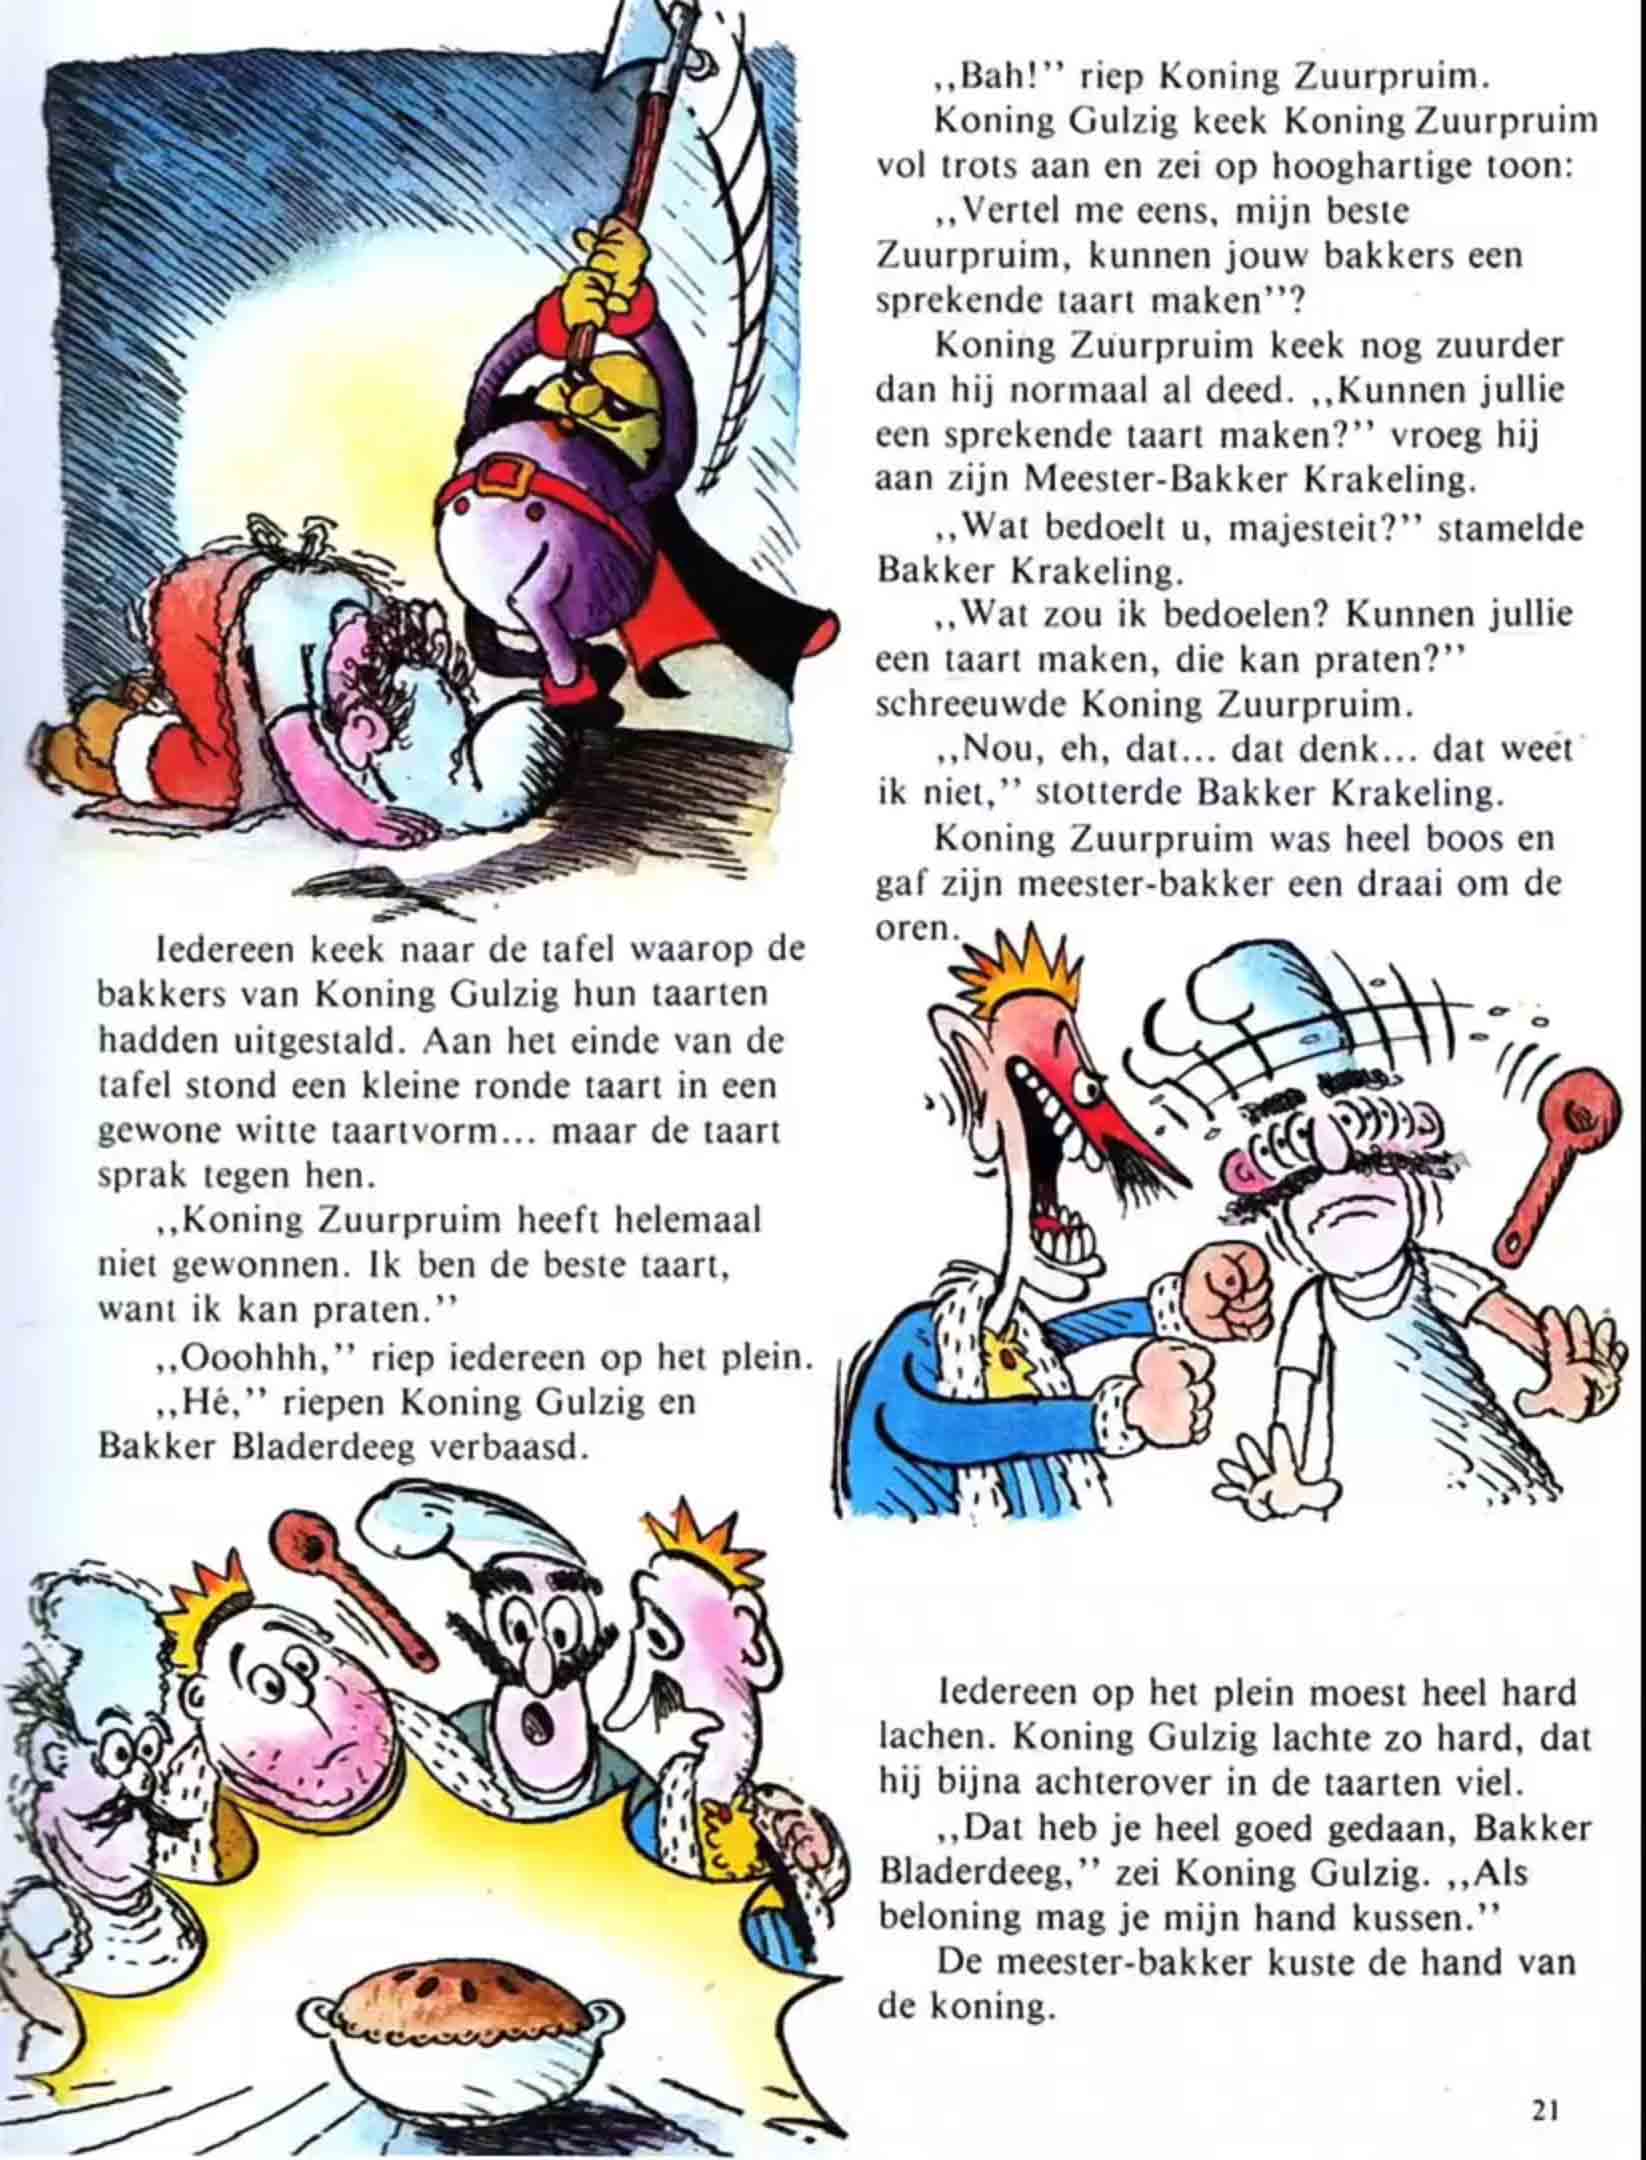 Iedereen keek naar de tafel waarop de
bakkers van Koning Gulzig hun taarten
hadden uitgestald. Aan het einde van de
tafel stond een kleine ronde taart in een
gewone witte taartvorm... maar de taart
sprak tegen hen.
,,Koning Zuurpruim heeft helemaal
niet gewonnen. Ik ben de beste taart,
want ik kan praten.’’
,,Ooohhh,’’ riep iedereen op het plein.
,,Hé,’’ riepen Koning Gulzig en
Bakker Bladerdeeg verbaasd.
,,Bah!’’ riep Koning Zuurpruim.
Koning Gulzig keek Koning Zuurpruim
vol trots aan en zei op hooghartige toon:
,,Vertel me eens, mijn beste
Zuurpruim, kunnen jouw bakkers een
sprekende taart maken’’?
Koning Zuurpruim keek nog zuurder
dan hij normaal al deed. ,,Kunnen jullie
een sprekende taart maken?’’ vroeg hij
aan zijn Meester-Bakker Krakeling.
,,Wat bedoelt u, majesteit?’’ stamelde
Bakker Krakeling.
,,Wat zou ik bedoelen? Kunnen jullie
een taart maken, die kan praten?’’
schreeuwde Koning Zuurpruim.
,,Nou, eh, dat... dat denk... dat weet
ik niet,’’ stotterde Bakker Krakeling.
Koning Zuurpruim was heel boos en
gaf zijn meester-bakker een draai om de
oren.
Iedereen op het plein moest heel hard
lachen. Koning Gulzig lachte zo hard, dat
hij bijna achterover in de taarten viel.
,,Dat heb je heel goed gedaan, Bakker
Bladerdeeg,’’ zei Koning Gulzig. ,,Als
beloning mag je mijn hand kussen.’’
De meester-bakker kuste de hand van
de koning.
21